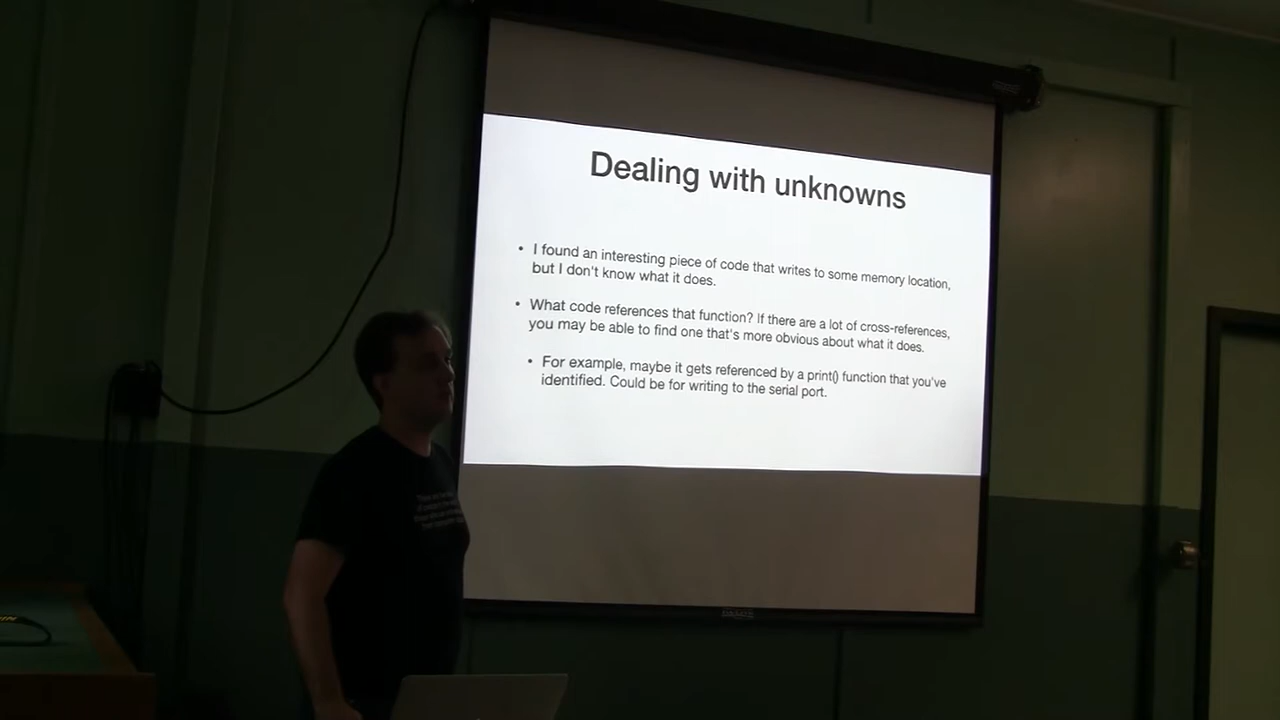 Dealing with unknowns
• I found an interesting piece of code that writes to some memory location,
but I don't know what it does.
• What code references that function? If there are a lot of cross-references,
you may be able to find one that's more obvious about what it does.
• For example, maybe it gets referenced by a print() function that you've
identified. Could be for writing to the serial port.